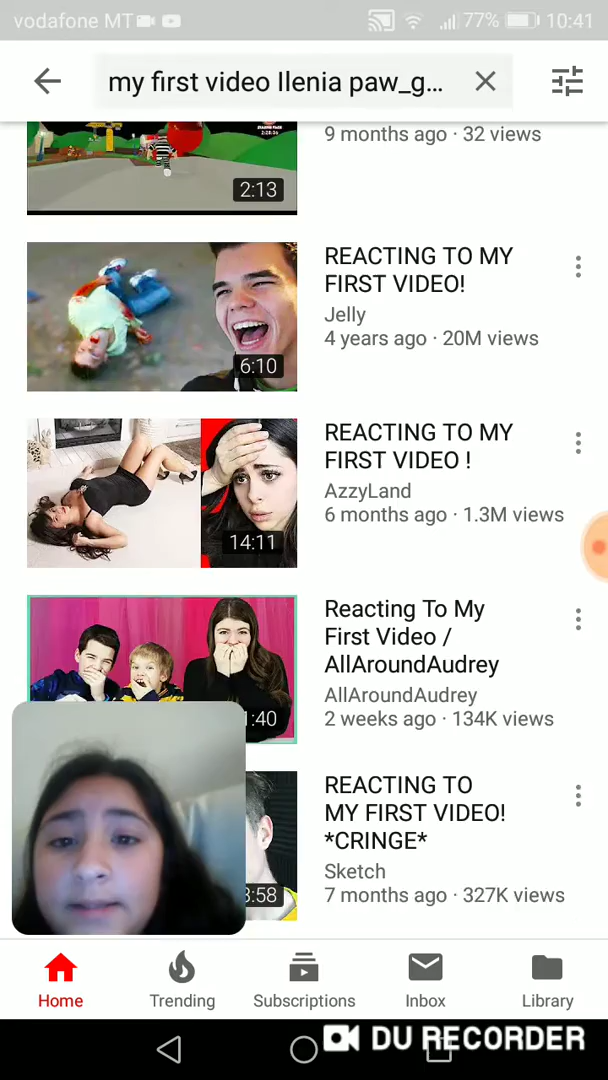 vodafone MT 77% 10:41
my first video Ilenia paw_g...
9 months ago · 32 views
2:13
REACTING TO MY
FIRST VIDEO!
Jelly
4 years ago · 20M views
6:10
REACTING TO MY
FIRST VIDEO !
AzzyLand
6 months ago · 1.3M views
14:11
Reacting To My
First Video /
AllAroundAudrey
AllAroundAudrey
2 weeks ago · 134K views
1:40
REACTING TO
MY FIRST VIDEO!
*CRINGE*
Sketch
7 months ago · 327K views
:58
Home Trending Subscriptions Inbox Library
DU RECORDER